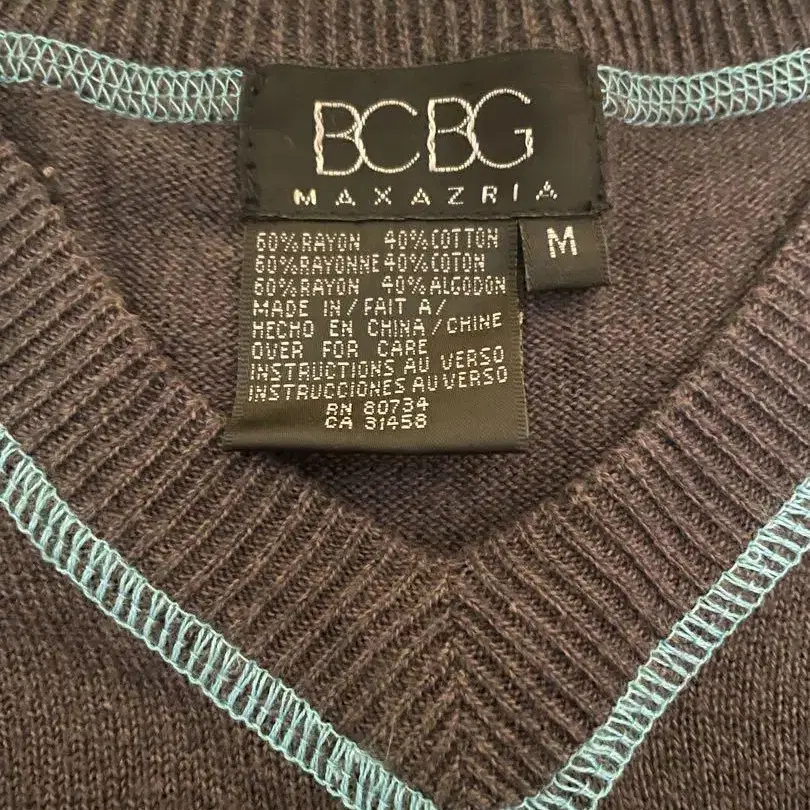 BCBG
MAXAZRIA
M
60%RAYON 40%COTTON
60%RAYONNE 40%COTON
60%RAYON 40%ALGODON
MADE IN/FAIT A/
HECHO EN CHINA/CHINE
OVER FOR CARE
INSTRUCTIONS AU VERSO
INSTRUCCIONES AU VERSO
RN 80734
CA 31458